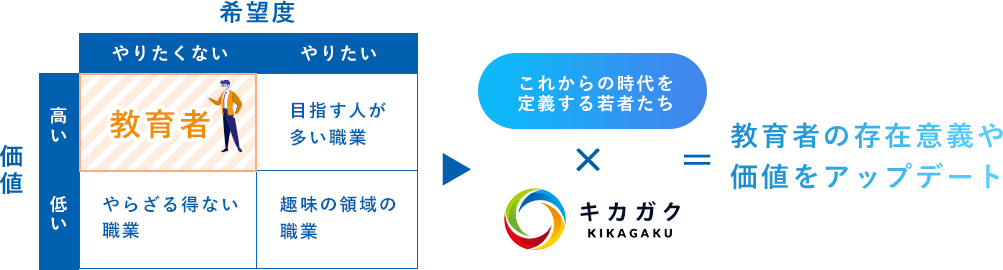 希望度
やりたくない
やりたい
価値
高い
教育者
目指す人が
多い職業
低い
やらざる得ない
職業
趣味の領域の
職業
これからの時代を
定義する若者たち
×
キカガク
KIKAGAKU
＝
教育者の存在意義や
価値をアップデート